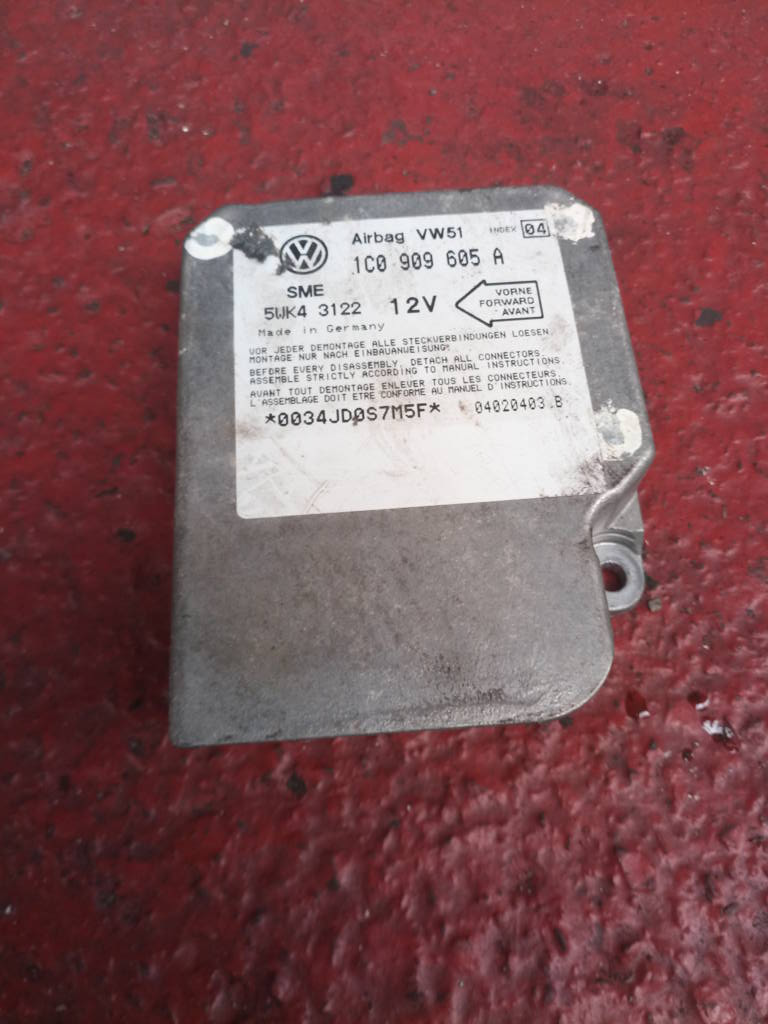 Airbag VW51 INDEX 04
1C0 909 605 A
SME
5WK4 3122 12V
VORNE
FORWARD
AVANT
Made in Germany
VOR JEDER DEMONTAGE ALLE STECKVERBINDUNGEN LOESEN.
MONTAGE NUR NACH EINBAUANWEISUNG!
BEFORE EVERY DISASSEMBLY, DETACH ALL CONNECTORS.
ASSEMBLE STRICTLY ACCORDING TO MANUAL INSTRUCTIONS.
AVANT TOUT DEMONTAGE ENLEVER TOUS LES CONNECTEURS.
L'ASSEMBLAGE DOIT ETRE CONFORME AU MANUEL D'INSTRUCTIONS.
*0034JD0S7M5F* 04020403.B